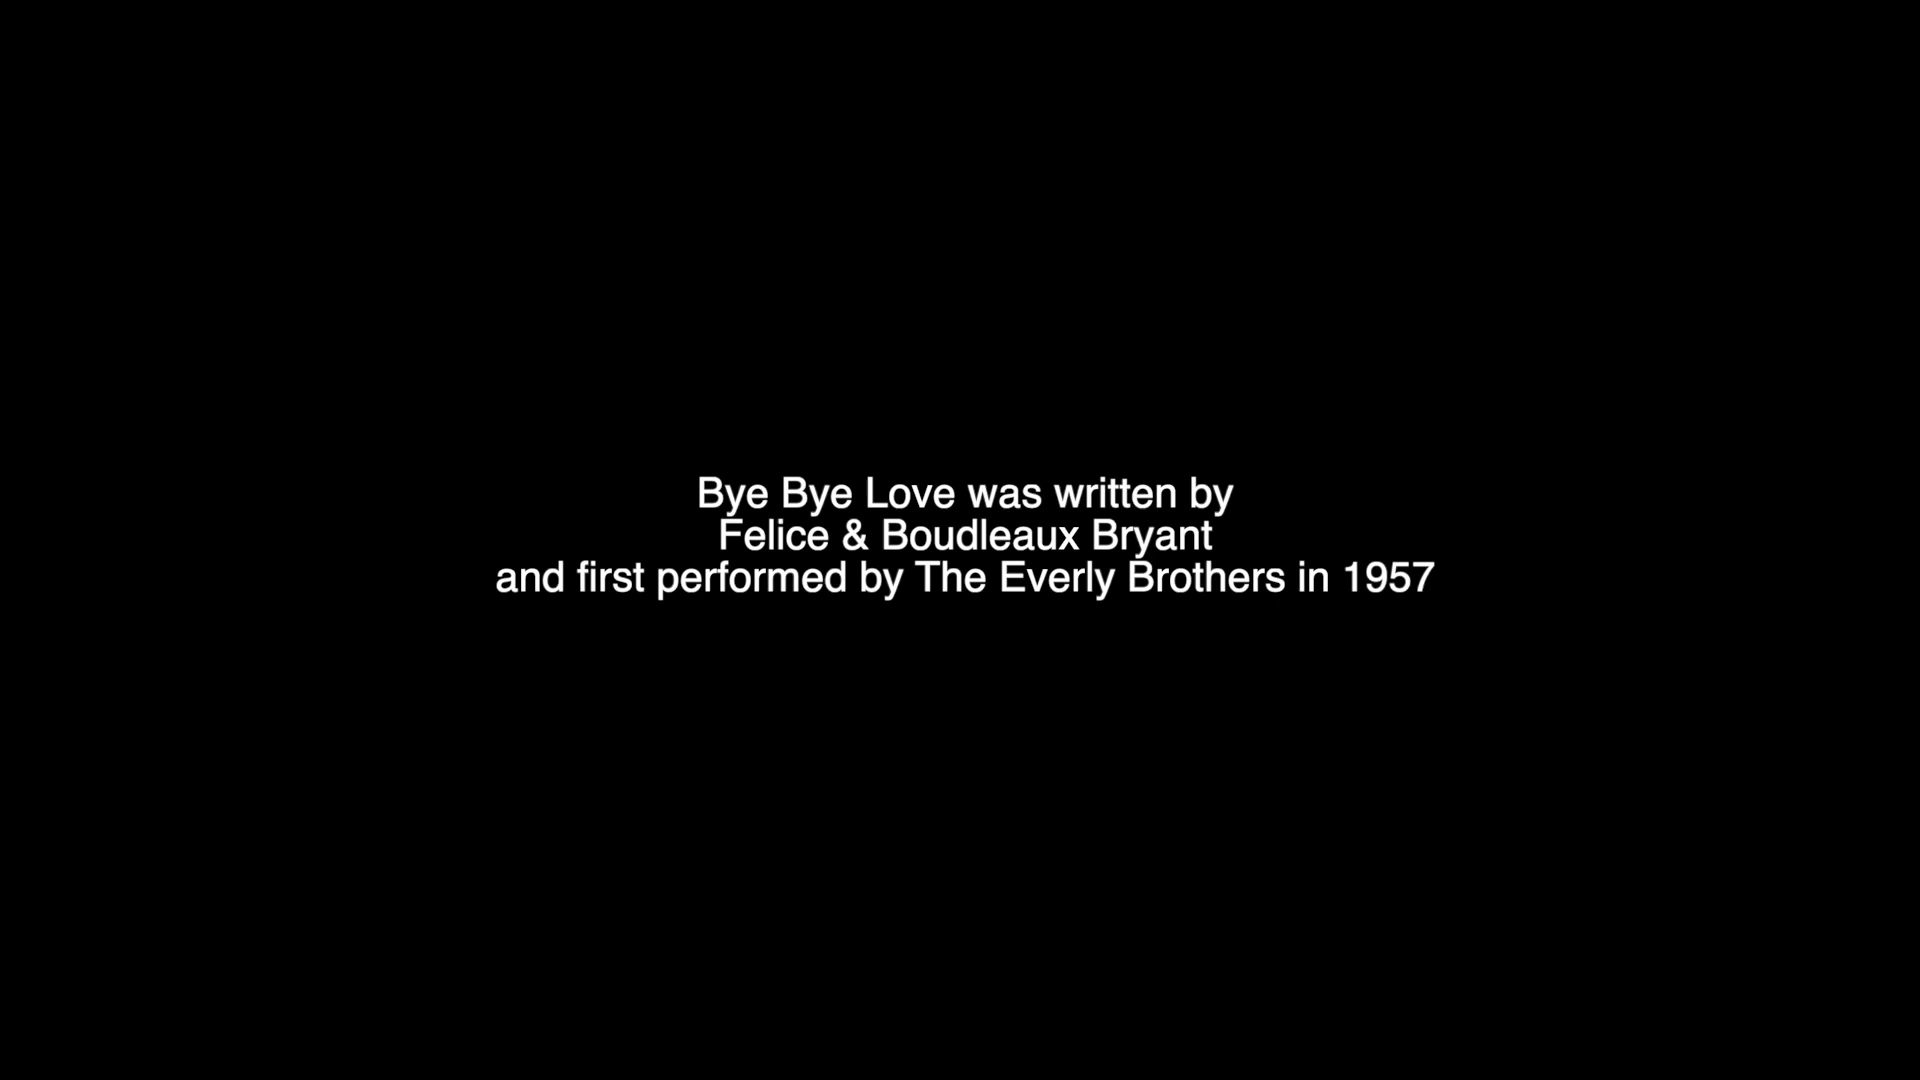 Bye Bye Love was written by
Felice & Boudleaux Bryant
and first performed by The Everly Brothers in 1957